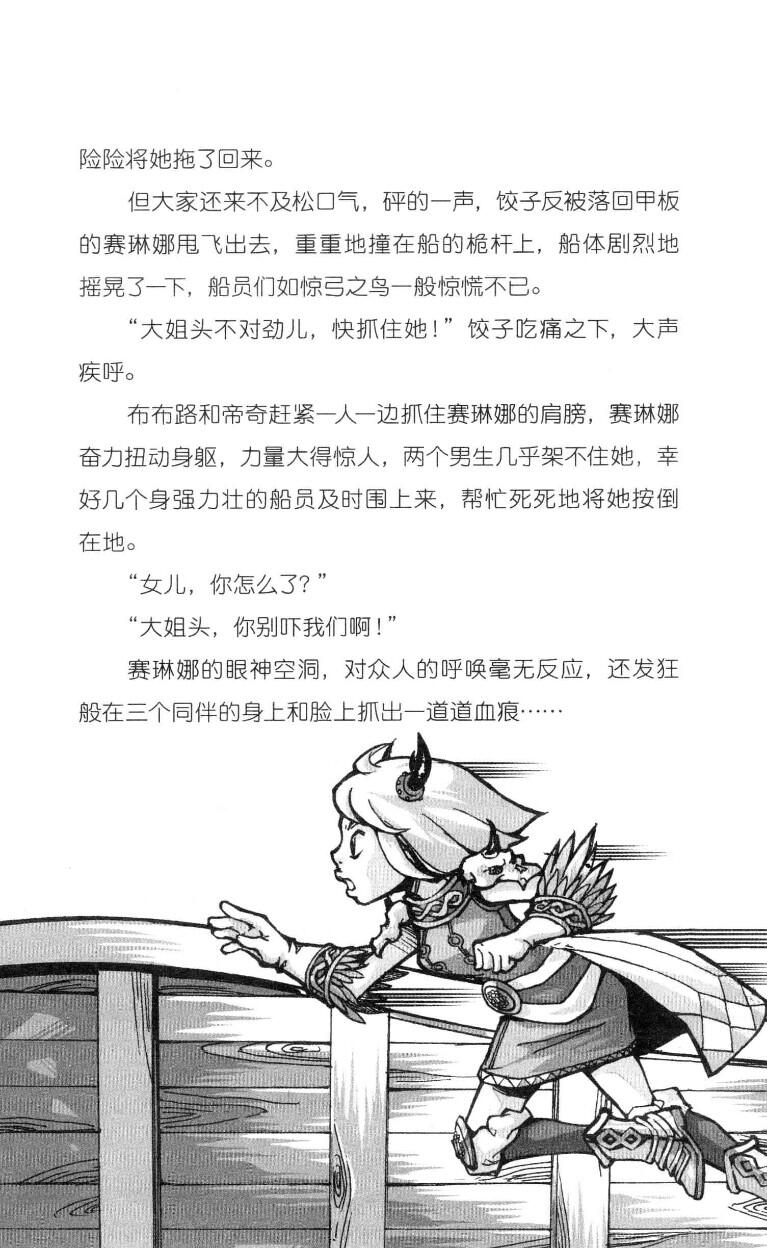 险险将她拖了回来。
但大家还来不及松口气，砰的一声，饺子反被落回甲板
的赛琳娜甩飞出去，重重地撞在船的桅杆上，船体剧烈地
摇晃了一下，船员们如惊弓之鸟一般惊慌不已。
“大姐头不对劲儿，快抓住她！”饺子吃痛之下，大声
疾呼。
布布路和帝奇赶紧一人一边抓住赛琳娜的肩膀，赛琳娜
奋力扭动身躯，力量大得惊人，两个男生几乎架不住她，幸
好几个身强力壮的船员及时围上来，帮忙死死地将她按倒
在地。
“女儿，你怎么了？”
“大姐头，你别吓我们啊！”
赛琳娜的眼神空洞，对众人的呼唤毫无反应，还发狂
般在三个同伴的身上和脸上抓出一道道血痕……